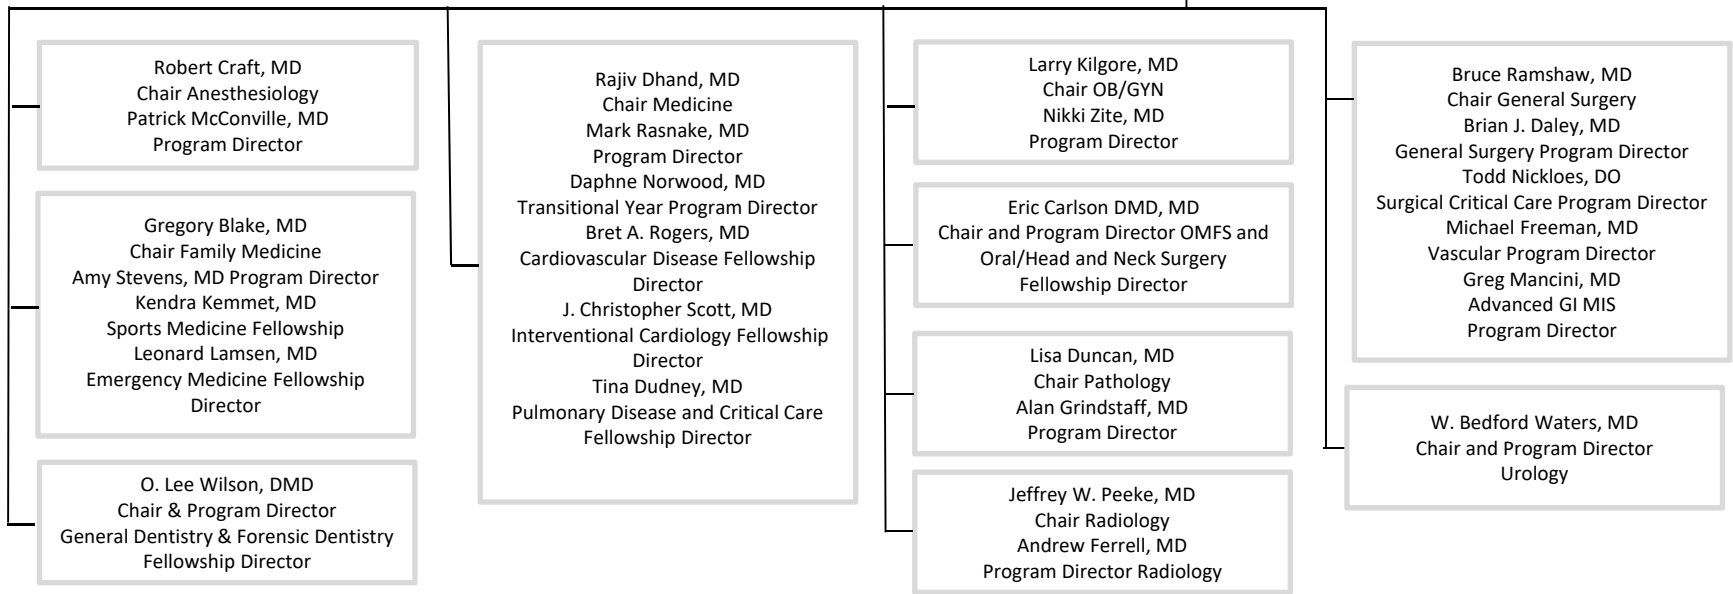 Robert Craft, MD
Chair Anesthesiology
Patrick McConville, MD
Program Director
Gregory Blake, MD
Chair Family Medicine
Amy Stevens, MD Program Director
Kendra Kemmet, MD
Sports Medicine Fellowship
Leonard Lamsen, MD
Emergency Medicine Fellowship
Director
O. Lee Wilson, DMD
Chair & Program Director
General Dentistry & Forensic Dentistry
Fellowship Director
Rajiv Dhand, MD
Chair Medicine
Mark Rasnake, MD
Program Director
Daphne Norwood, MD
Transitional Year Program Director
Bret A. Rogers, MD
Cardiovascular Disease Fellowship
Director
J. Christopher Scott, MD
Interventional Cardiology Fellowship
Director
Tina Dudney, MD
Pulmonary Disease and Critical Care
Fellowship Director
Larry Kilgore, MD
Chair OB/GYN
Nikki Zite, MD
Program Director
Eric Carlson DMD, MD
Chair and Program Director OMFS and
Oral/Head and Neck Surgery
Fellowship Director
Lisa Duncan, MD
Chair Pathology
Alan Grindstaff, MD
Program Director
Jeffrey W. Peeke, MD
Chair Radiology
Andrew Ferrell, MD
Program Director Radiology
Bruce Ramshaw, MD
Chair General Surgery
Brian J. Daley, MD
General Surgery Program Director
Todd Nickloes, DO
Surgical Critical Care Program Director
Michael Freeman, MD
Vascular Program Director
Greg Mancini, MD
Advanced GI MIS
Program Director
W. Bedford Waters, MD
Chair and Program Director
Urology